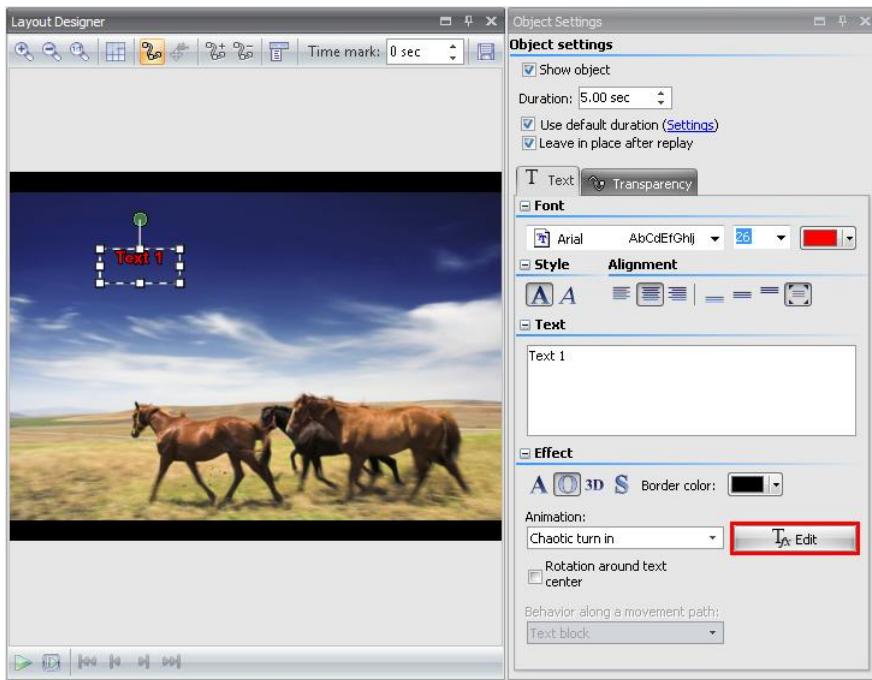 Layout Designer
Time mark: 0 sec
Text 1
Object Settings
Object settings
Show object
Duration: 5.00 sec
Use default duration (Settings)
Leave in place after replay
T Text
Transparency
Font
Arial AbCdEfGhIj 26
Style Alignment
A A
Text
Text 1
Effect
A O 3D S Border color:
Animation:
Chaotic turn in
Tfx Edit
Rotation around text
center
Behavior along a movement path:
Text block